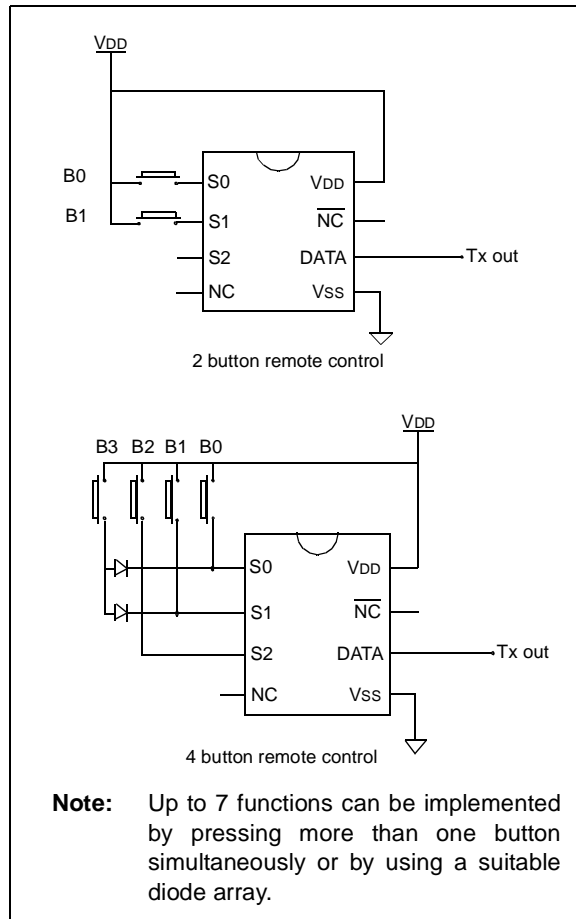 VDD
B0 S0 VDD
B1 S1 NC
S2 DATA Tx out
NC VSS
2 button remote control
VDD
B3 B2 B1 B0
S0 VDD
S1 NC
S2 DATA Tx out
NC VSS
4 button remote control
Note: Up to 7 functions can be implemented
by pressing more than one button
simultaneously or by using a suitable
diode array.